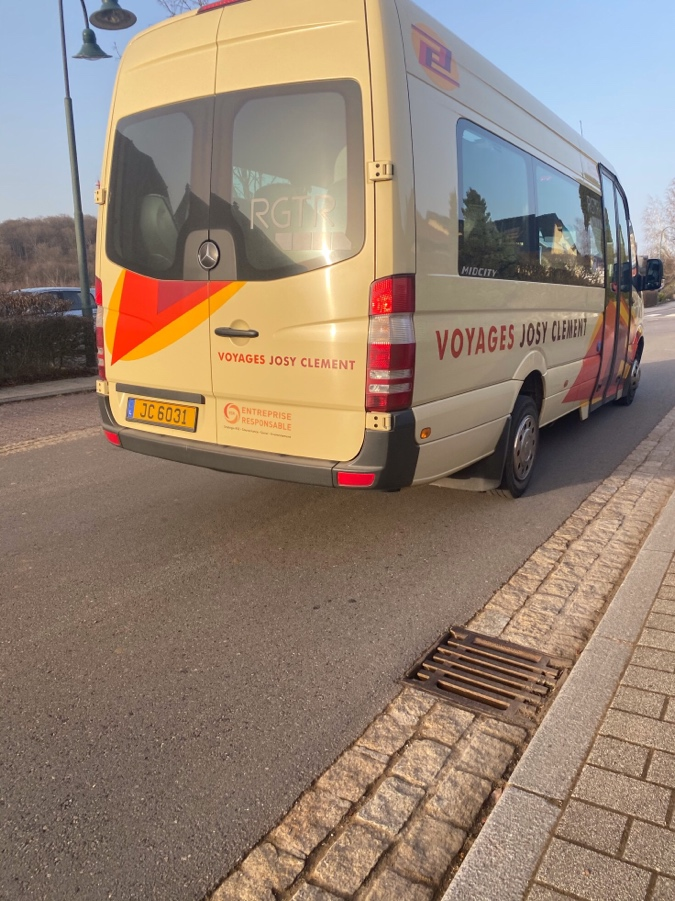 RGTR
MIDCITY
VOYAGES JOSY CLEMENT
VOYAGES JOSY CLEMENT
JC 6031
ENTREPRISE
RESPONSABLE